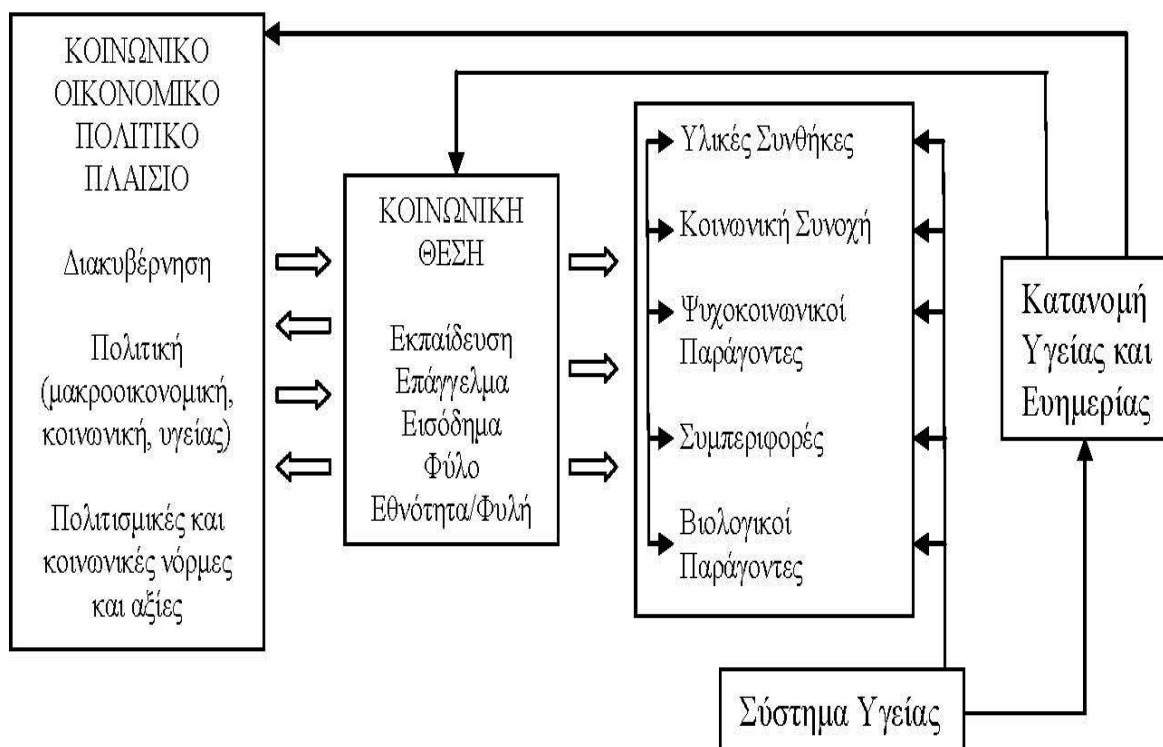 ΚΟΙΝΩΝΙΚΟ
ΟΙΚΟΝΟΜΙΚΟ
ΠΟΛΙΤΙΚΟ
ΠΛΑΙΣΙΟ
Διακυβέρνηση
Πολιτική
(μακροοικονομική,
κοινωνική, υγείας)
Πολιτισμικές και
κοινωνικές νόρμες
και αξίες
ΚΟΙΝΩΝΙΚΗ
ΘΕΣΗ
Εκπαίδευση
Επάγγελμα
Εισόδημα
Φύλο
Εθνότητα/Φυλή
Υλικές Συνθήκες
Κοινωνική Συνοχή
Ψυχοκοινωνικοί
Παράγοντες
Συμπεριφορές
Βιολογικοί
Παράγοντες
Κατανομή
Υγείας και
Ευημερίας
Σύστημα Υγείας